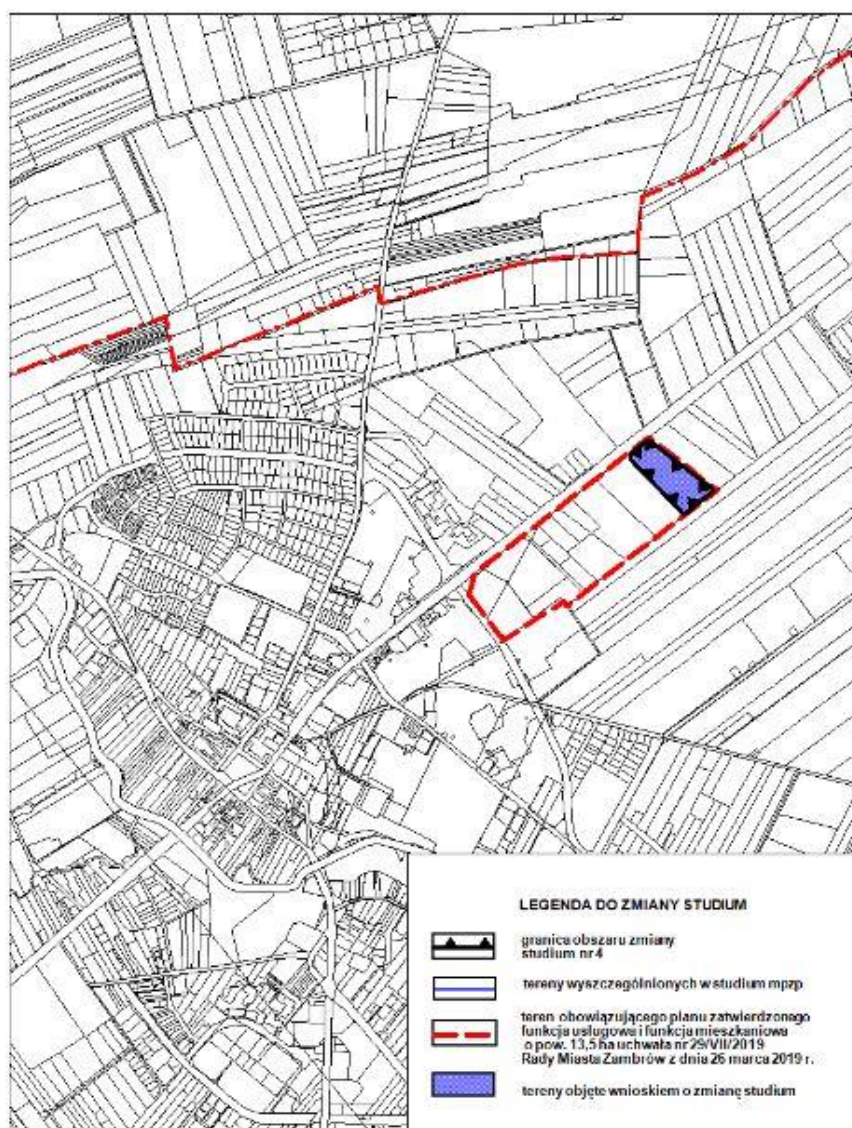 LEGENDA DO ZMIANY STUDIUM
granica obszaru zmiany
studium nr 4
tereny wyszczególnionych w studium mpzp
teren obowiązującego planu zatwierdzonego
funkcja usługowa i funkcja mieszkaniowa
o pow. 13,5 ha uchwała nr 29/VII/2019
Rady Miasta Zambrów z dnia 26 marca 2019 r.
tereny objęte wnioskiem o zmianę studium